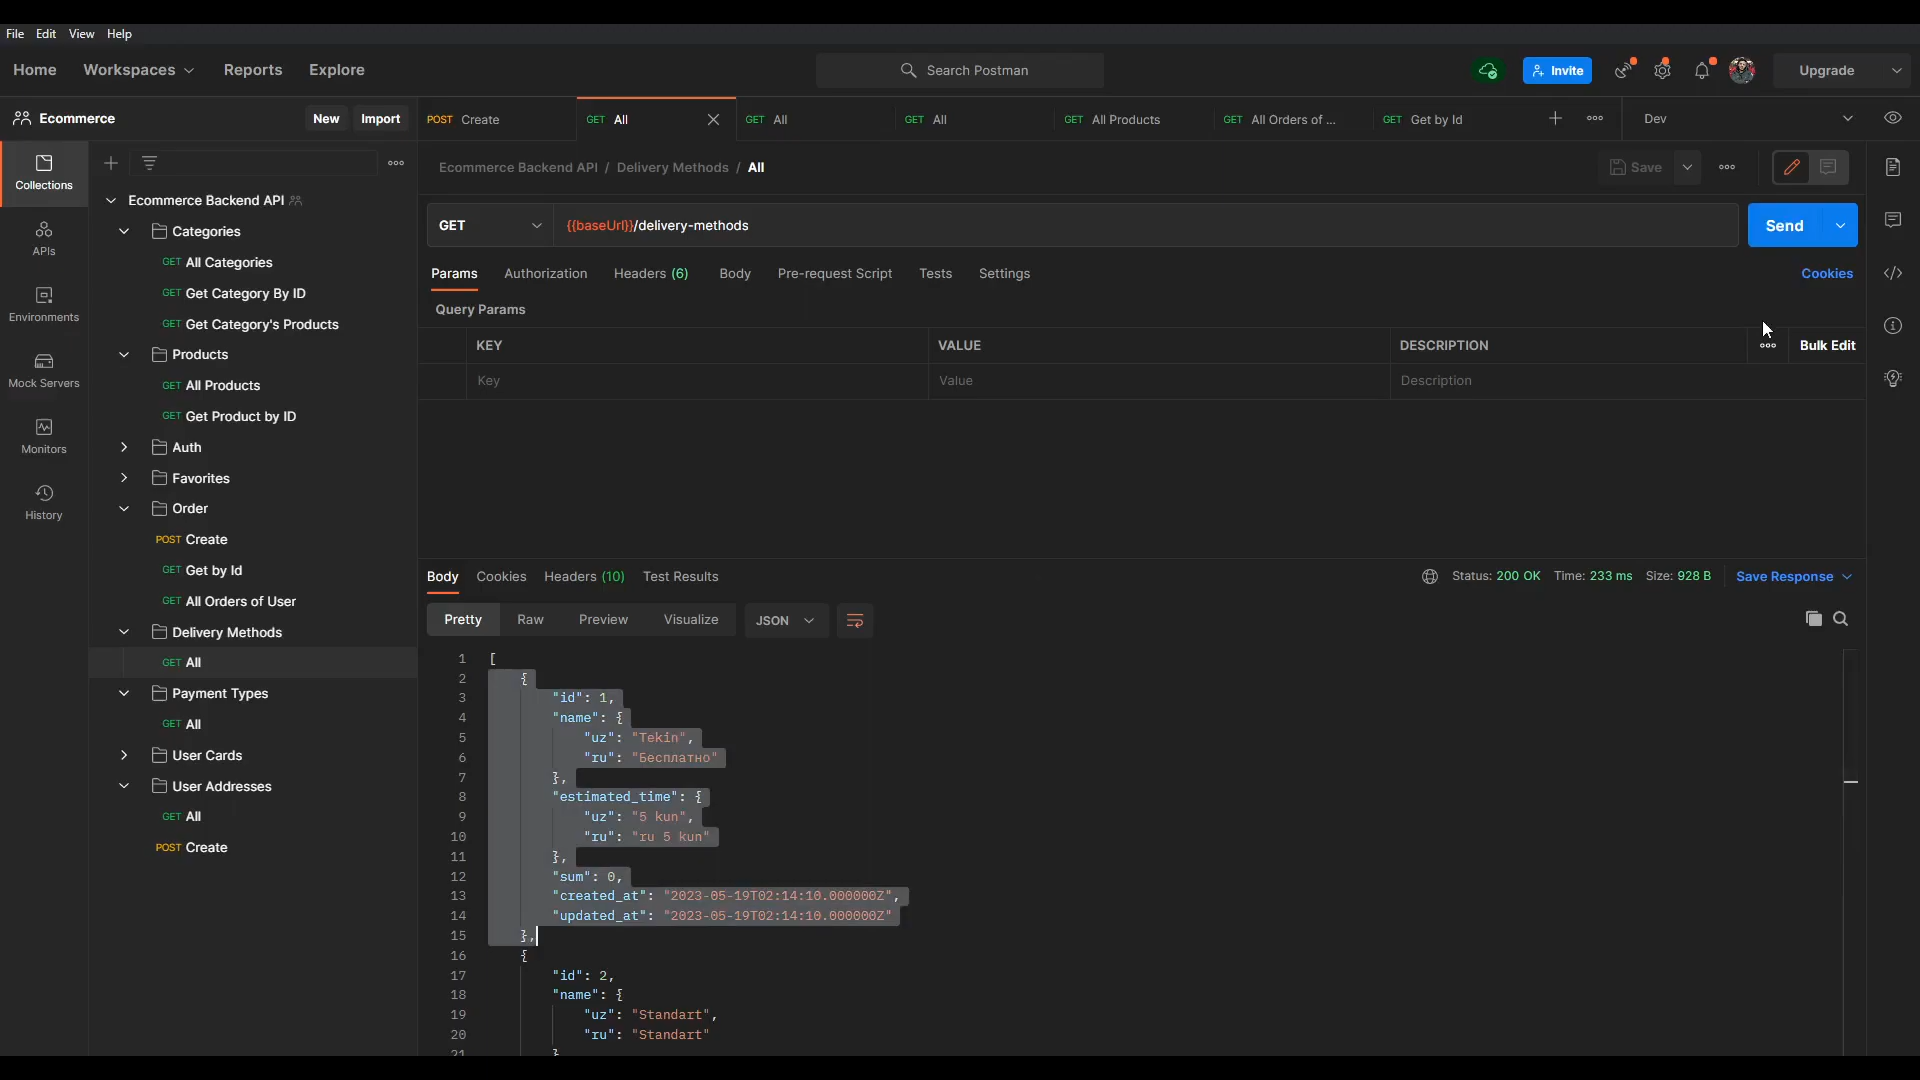 File Edit View Help
Home Workspaces Reports Explore Search Postman Invite Upgrade
Ecommerce New Import
POST Create GET All GET All GET All GET All Products GET All Orders of ... GET Get by Id Dev
Collections
APIs
Environments
Mock Servers
Monitors
History
Ecommerce Backend API
Categories
GET All Categories
GET Get Category By ID
GET Get Category's Products
Products
GET All Products
GET Get Product by ID
Auth
Favorites
Order
POST Create
GET Get by Id
GET All Orders of User
Delivery Methods
GET All
Payment Types
GET All
User Cards
User Addresses
GET All
POST Create
Ecommerce Backend API / Delivery Methods / All Save
GET {{baseUrl}}/delivery-methods Send
Params Authorization Headers (6) Body Pre-request Script Tests Settings Cookies
Query Params
KEY VALUE DESCRIPTION Bulk Edit
Key Value Description
Body Cookies Headers (10) Test Results Status: 200 OK Time: 233 ms Size: 928 B Save Response
Pretty Raw Preview Visualize JSON
1 [
2 {
3 "id": 1,
4 "name": {
5 "uz": "Tekin",
6 "ru": "Бесплатно"
7 },
8 "estimated_time": {
9 "uz": "5 kun",
10 "ru": "ru 5 kun"
11 },
12 "sum": 0,
13 "created_at": "2023-05-19T02:14:10.000000Z",
14 "updated_at": "2023-05-19T02:14:10.000000Z"
15 },
16 {
17 "id": 2,
18 "name": {
19 "uz": "Standart",
20 "ru": "Standart"
21 }